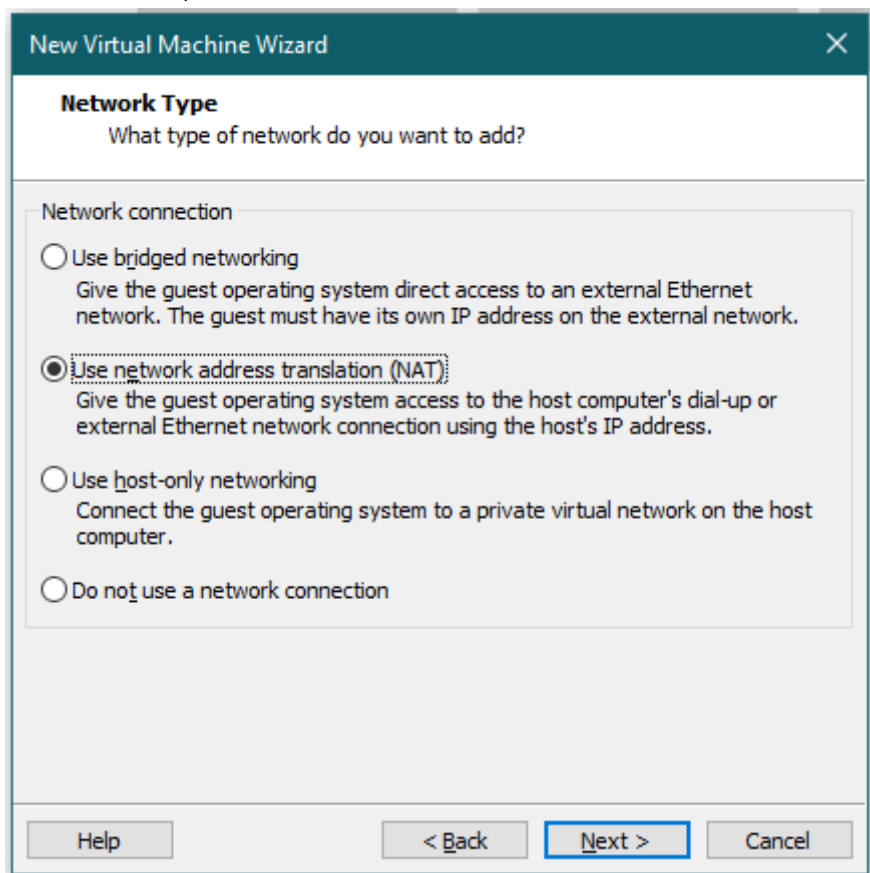 New Virtual Machine Wizard
Network Type
What type of network do you want to add?
Network connection
Use bridged networking
Give the guest operating system direct access to an external Ethernet
network. The guest must have its own IP address on the external network.
Use network address translation (NAT)
Give the guest operating system access to the host computer's dial-up or
external Ethernet network connection using the host's IP address.
Use host-only networking
Connect the guest operating system to a private virtual network on the host
computer.
Do not use a network connection
Help < Back Next > Cancel